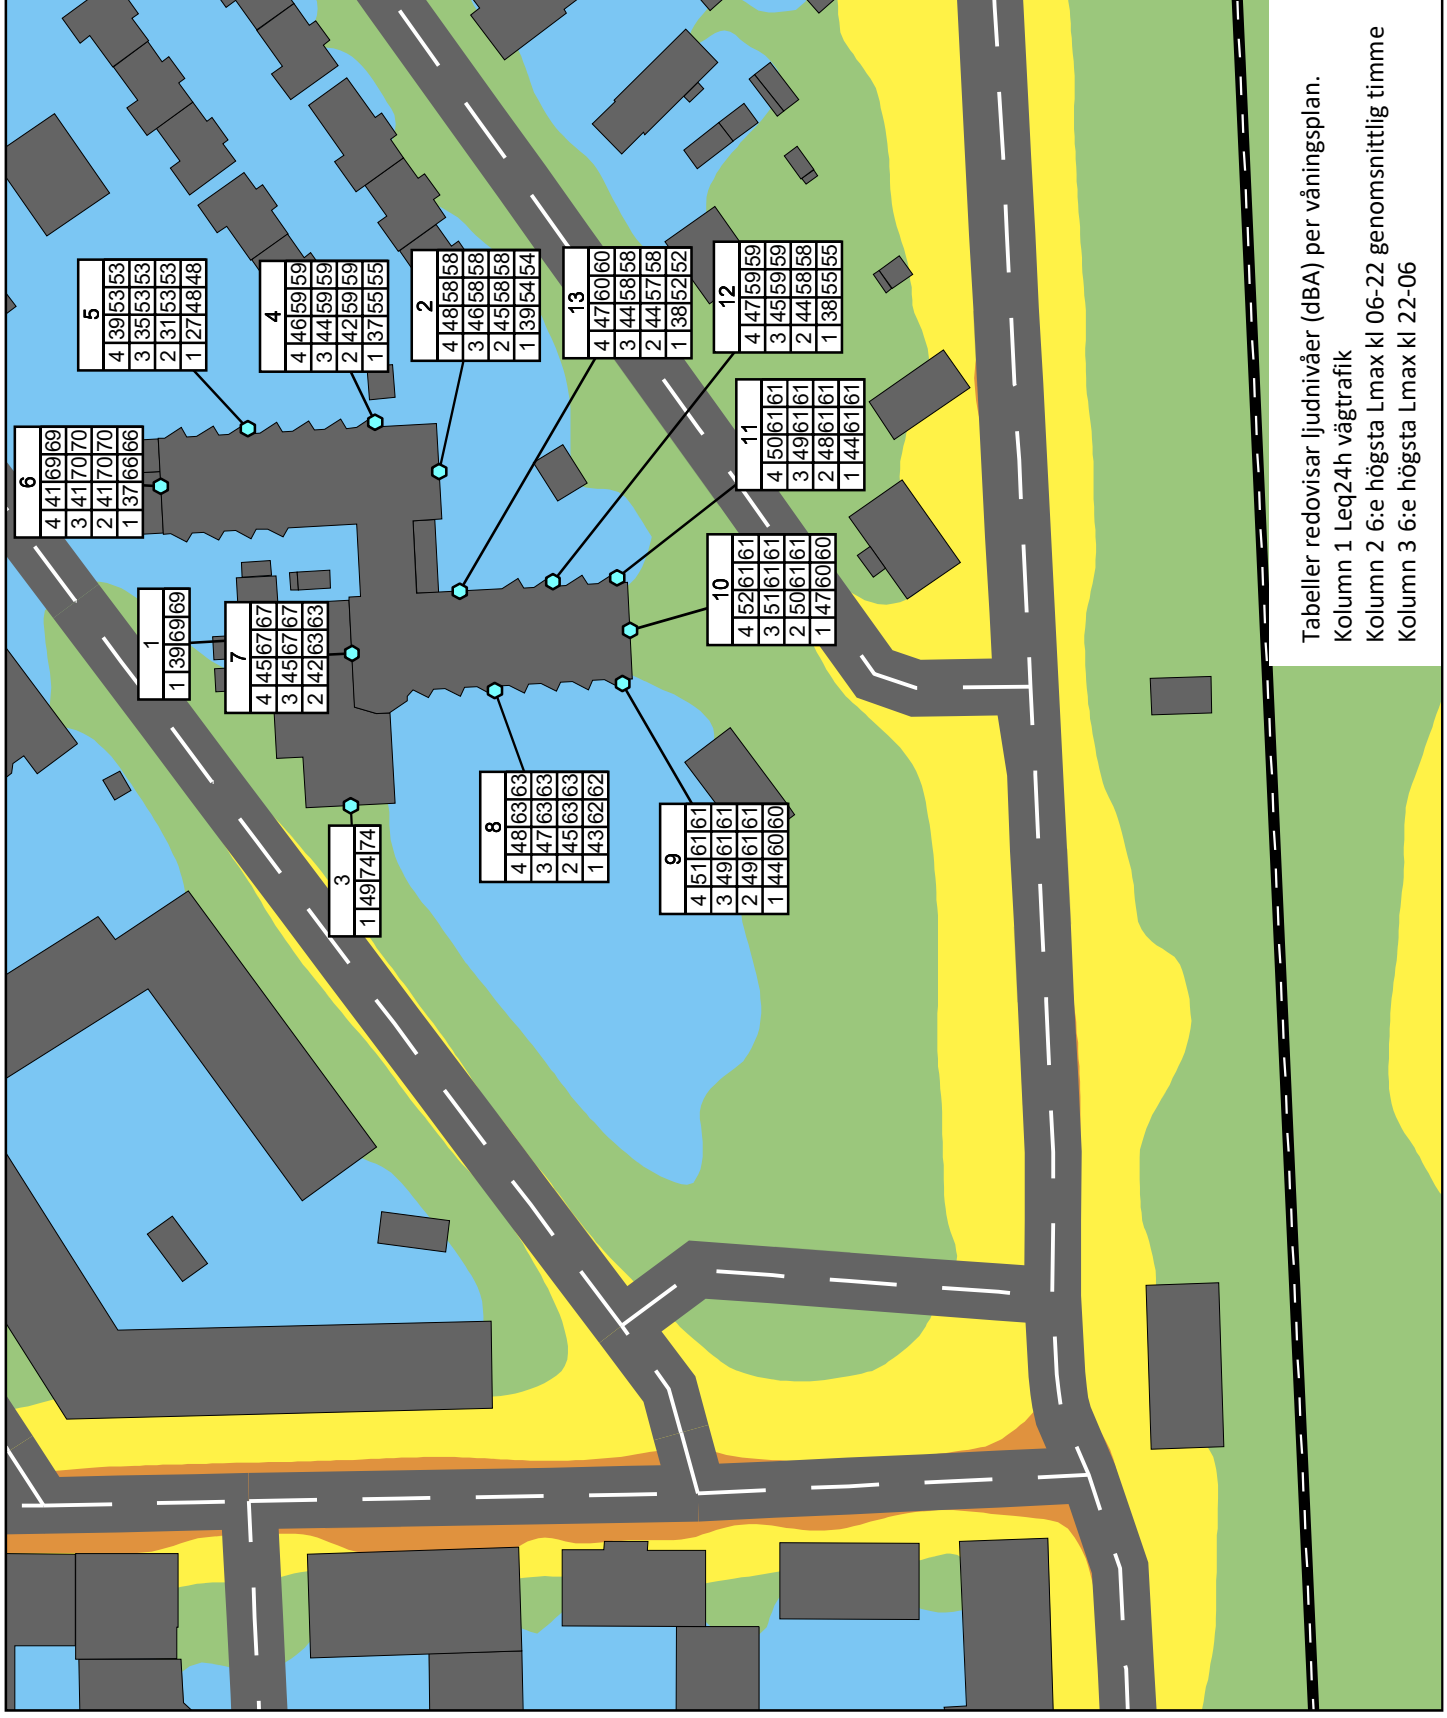 6
4 41 69 69
3 41 70 70
2 41 70 70
1 37 66 66
5
4 39 53 53
3 35 53 53
2 31 53 53
1 27 48 48
1
1 39 69 69
7
4 45 67 67
3 45 67 67
2 42 63 63
4
4 46 59 59
3 44 59 59
2 42 59 59
1 37 55 55
3
1 49 74 74
2
4 48 58 58
3 46 58 58
2 45 58 58
1 39 54 54
8
4 48 63 63
3 47 63 63
2 45 63 63
1 43 62 62
13
4 47 60 60
3 44 58 58
2 44 57 58
1 38 52 52
9
4 51 61 61
3 49 61 61
2 49 61 61
1 44 60 60
10
4 52 61 61
3 51 61 61
2 50 61 61
1 47 60 60
12
4 47 59 59
3 45 59 59
2 44 58 58
1 38 55 55
11
4 50 61 61
3 49 61 61
2 48 61 61
1 44 61 61
Tabeller redovisar ljudnivåer (dBA) per våningsplan.
Kolumn 1 Leq24h vägtrafik
Kolumn 2 6:e högsta Lmax kl 06-22 genomsnittlig timme
Kolumn 3 6:e högsta Lmax kl 22-06